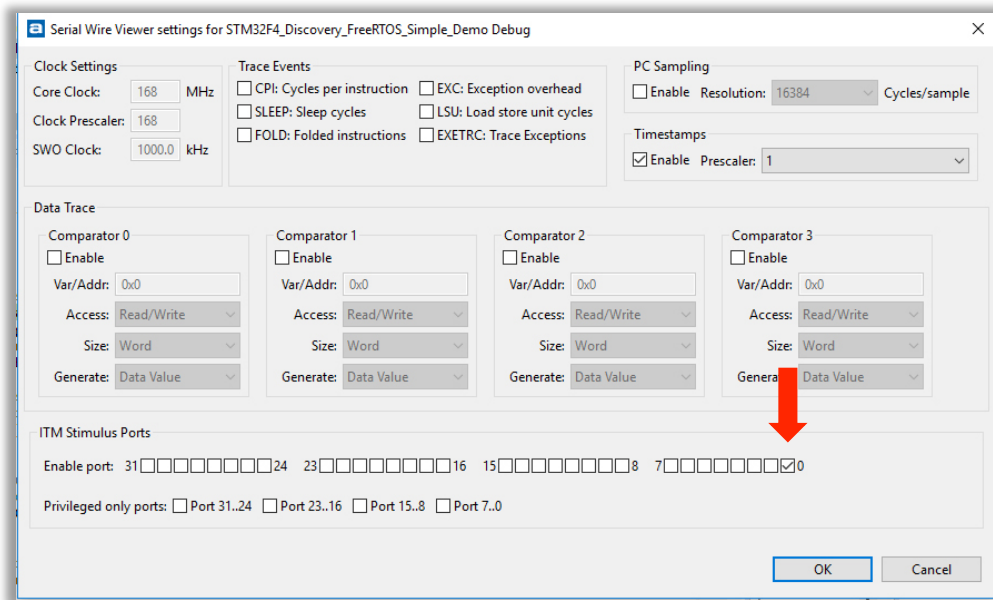 Serial Wire Viewer settings for STM32F4_Discovery_FreeRTOS_Simple_Demo Debug
Clock Settings
Core Clock: 168 MHz
Clock Prescaler: 168
SWO Clock: 1000.0 kHz
Trace Events
CPI: Cycles per instruction EXC: Exception overhead
SLEEP: Sleep cycles LSU: Load store unit cycles
FOLD: Folded instructions EXETRC: Trace Exceptions
PC Sampling
Enable Resolution: 16384 Cycles/sample
Timestamps
Enable Prescaler: 1
Data Trace
Comparator 0
Enable
Var/Addr: 0x0
Access: Read/Write
Size: Word
Generate: Data Value
Comparator 1
Enable
Var/Addr: 0x0
Access: Read/Write
Size: Word
Generate: Data Value
Comparator 2
Enable
Var/Addr: 0x0
Access: Read/Write
Size: Word
Generate: Data Value
Comparator 3
Enable
Var/Addr: 0x0
Access: Read/Write
Size: Word
Genera Data Value
ITM Stimulus Ports
Enable port: 31 24 23 16 15 8 7 0
Privileged only ports: Port 31..24 Port 23..16 Port 15..8 Port 7..0
OK Cancel